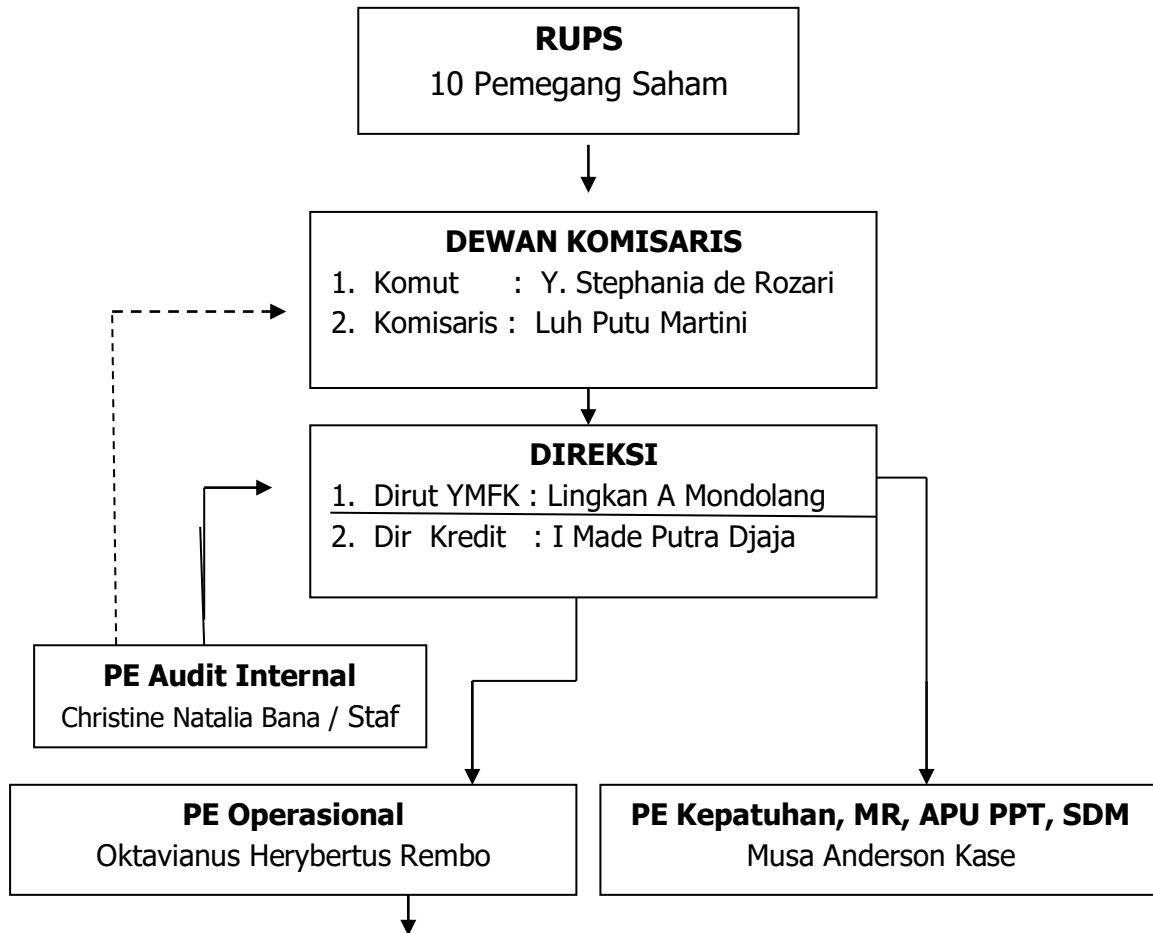 RUPS
10 Pemegang Saham
DEWAN KOMISARIS
1. Komut : Y. Stephania de Rozari
2. Komisaris : Luh Putu Martini
DIREKSI
1. Dirut YMFK : Lingkan A Mondolang
2. Dir Kredit : I Made Putra Djaja
PE Audit Internal
Christine Natalia Bana / Staf
PE Operasional
Oktavianus Herybertus Rembo
PE Kepatuhan, MR, APU PPT, SDM
Musa Anderson Kase